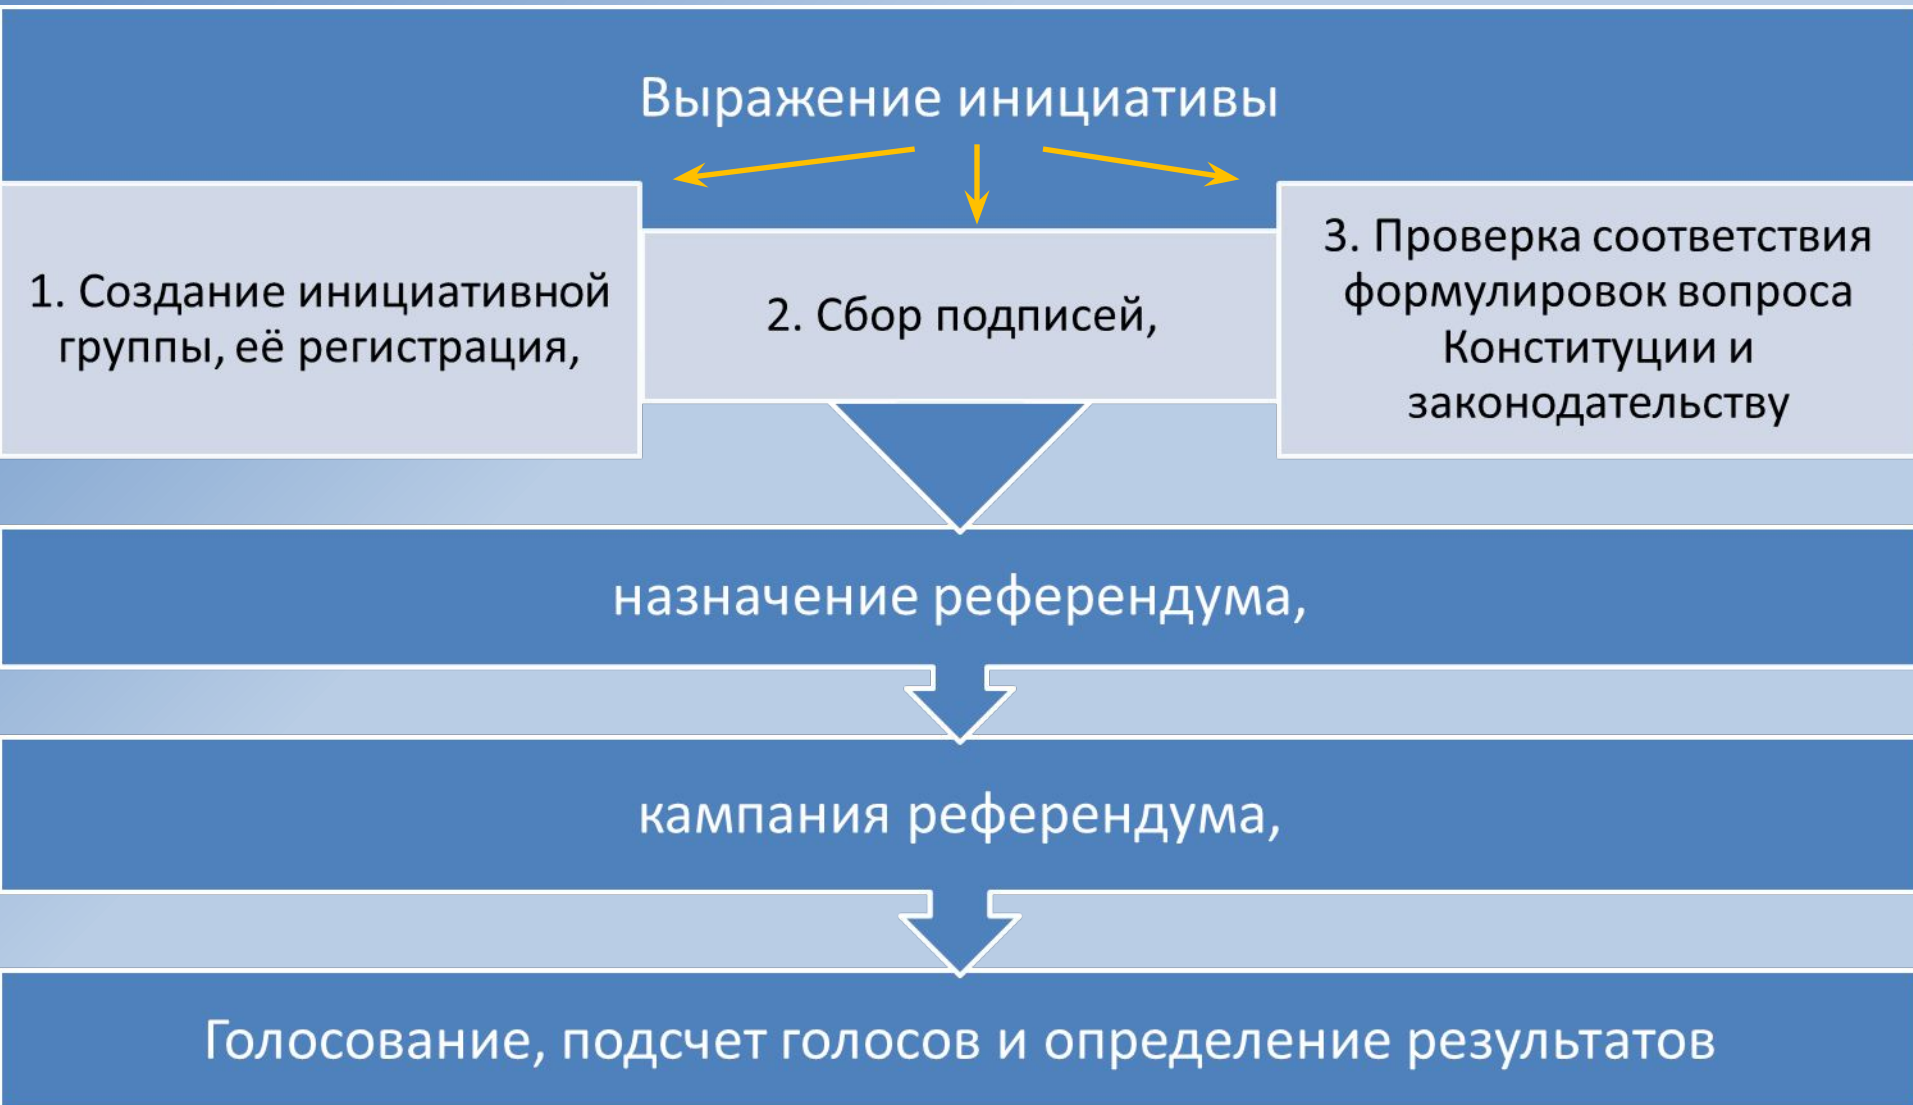 Выражение инициативы
1. Создание инициативной
группы, её регистрация,
2. Сбор подписей,
3. Проверка соответствия
формулировок вопроса
Конституции и
законодательству
назначение референдума,
кампания референдума,
Голосование, подсчет голосов и определение результатов